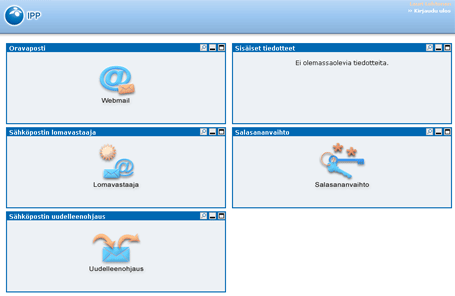 IPP
» Kirjaudu ulos
Oravaposti
Webmail
Sisäiset tiedotteet
Ei olemassaolevia tiedotteita.
Sähköpostin lomavastaaja
Lomavastaaja
Salasananvaihto
Salasananvaihto
Sähköpostin uudelleenohjaus
Uudelleenohjaus